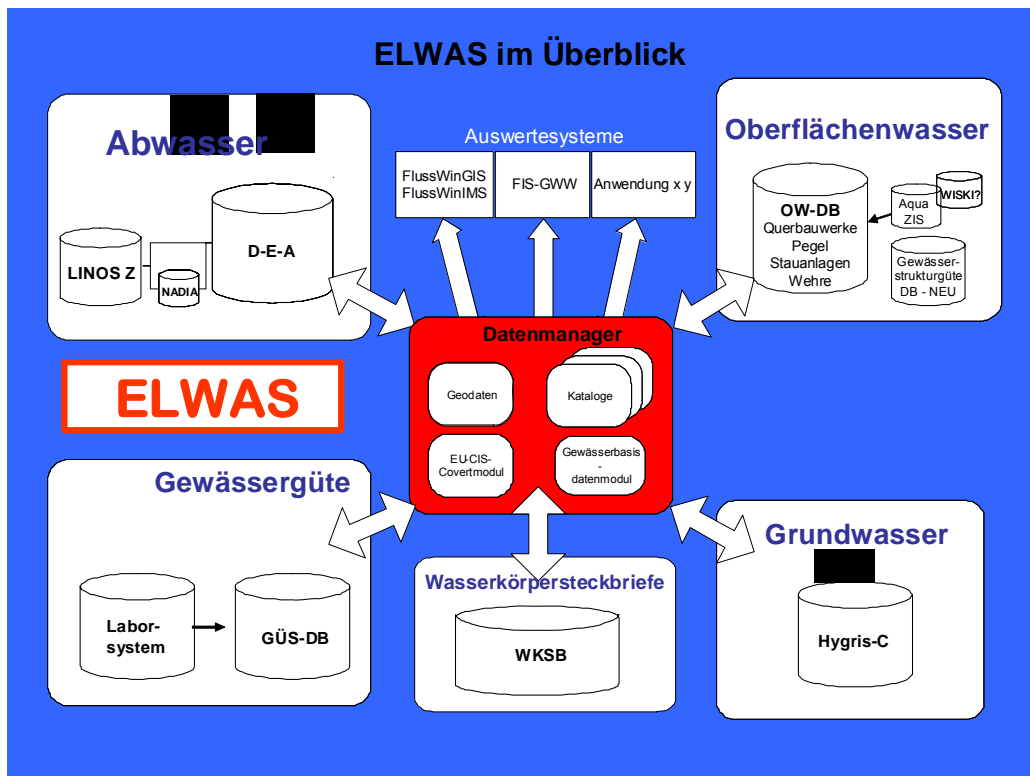 ELWAS im Überblick
Abwasser
LINOS Z
NADIA
D-E-A
Auswertesysteme
FlussWinGIS
FlussWinIMS
FIS-GWW
Anwendung x y
Oberflächenwasser
OW-DB
Querbauwerke
Pegel
Stauanlagen
Wehre
Aqua
ZIS
WISKI?
Gewässer-
strukturgüte
DB - NEU
Datenmanager
Geodaten
Kataloge
EU-CIS-
Covertmodul
Gewässerbasis
-
datenmodul
ELWAS
Gewässergüte
Labor-
system
GÜS-DB
Wasserkörpersteckbriefe
WKSB
Grundwasser
Hygris-C